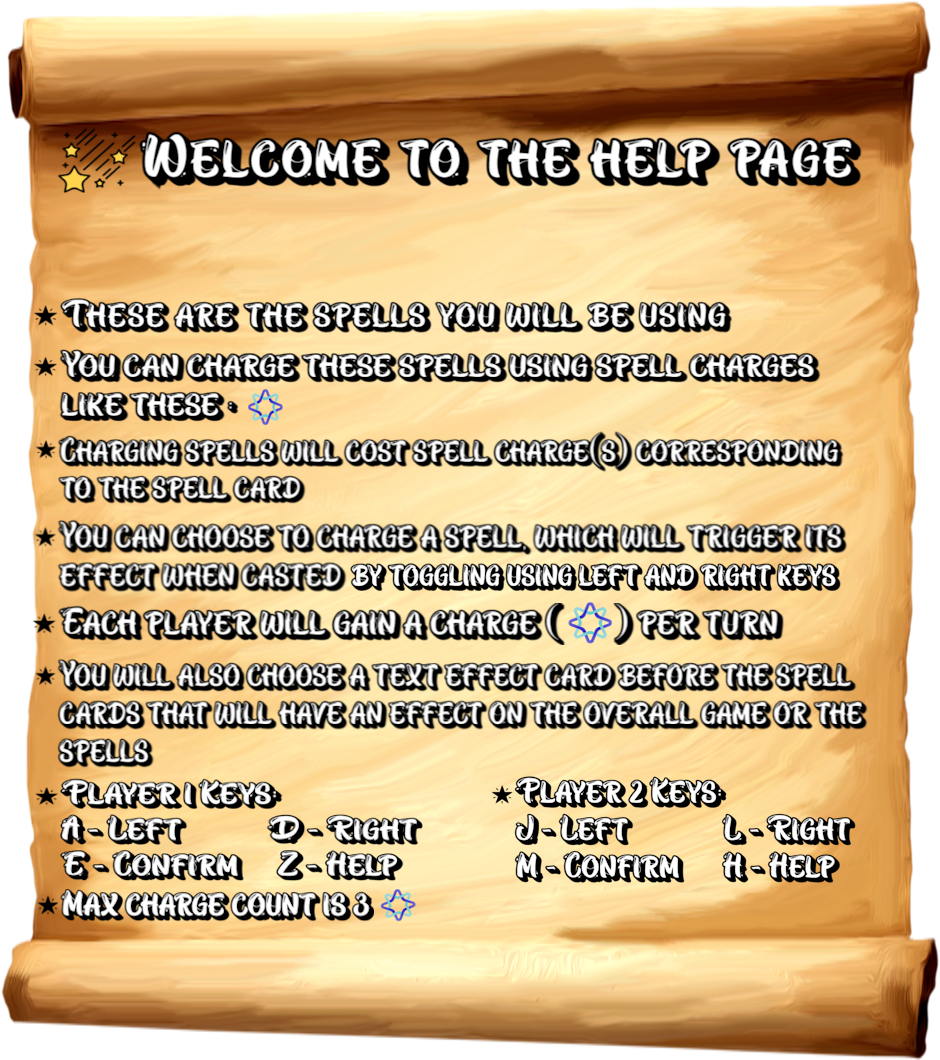 Welcome to the help page
These are the spells you will be using
You can charge these spells using spell charges
like these:
Charging spells will cost spell charge(s) corresponding
to the spell card
You can choose to charge a spell, which will trigger its
effect when casted by toggling using left and right keys
Each player will gain a charge ( ) per turn
You will also choose a text effect card before the spell
cards that will have an effect on the overall game or the
spells
Player 1 Keys: Player 2 Keys:
A - Left D - Right J - Left L - Right
E - Confirm Z - Help M - Confirm H - Help
Max charge count is 3